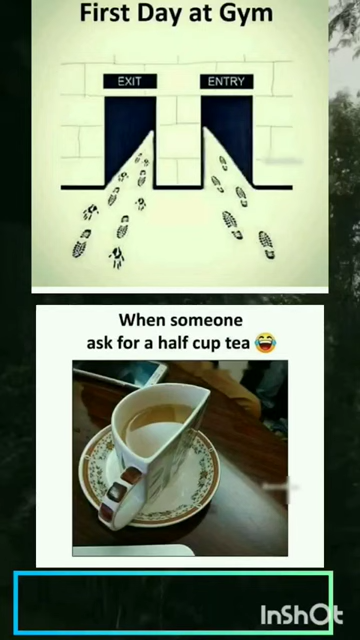 First Day at Gym
EXIT
ENTRY
When someone
ask for a half cup tea 😂
InShOt